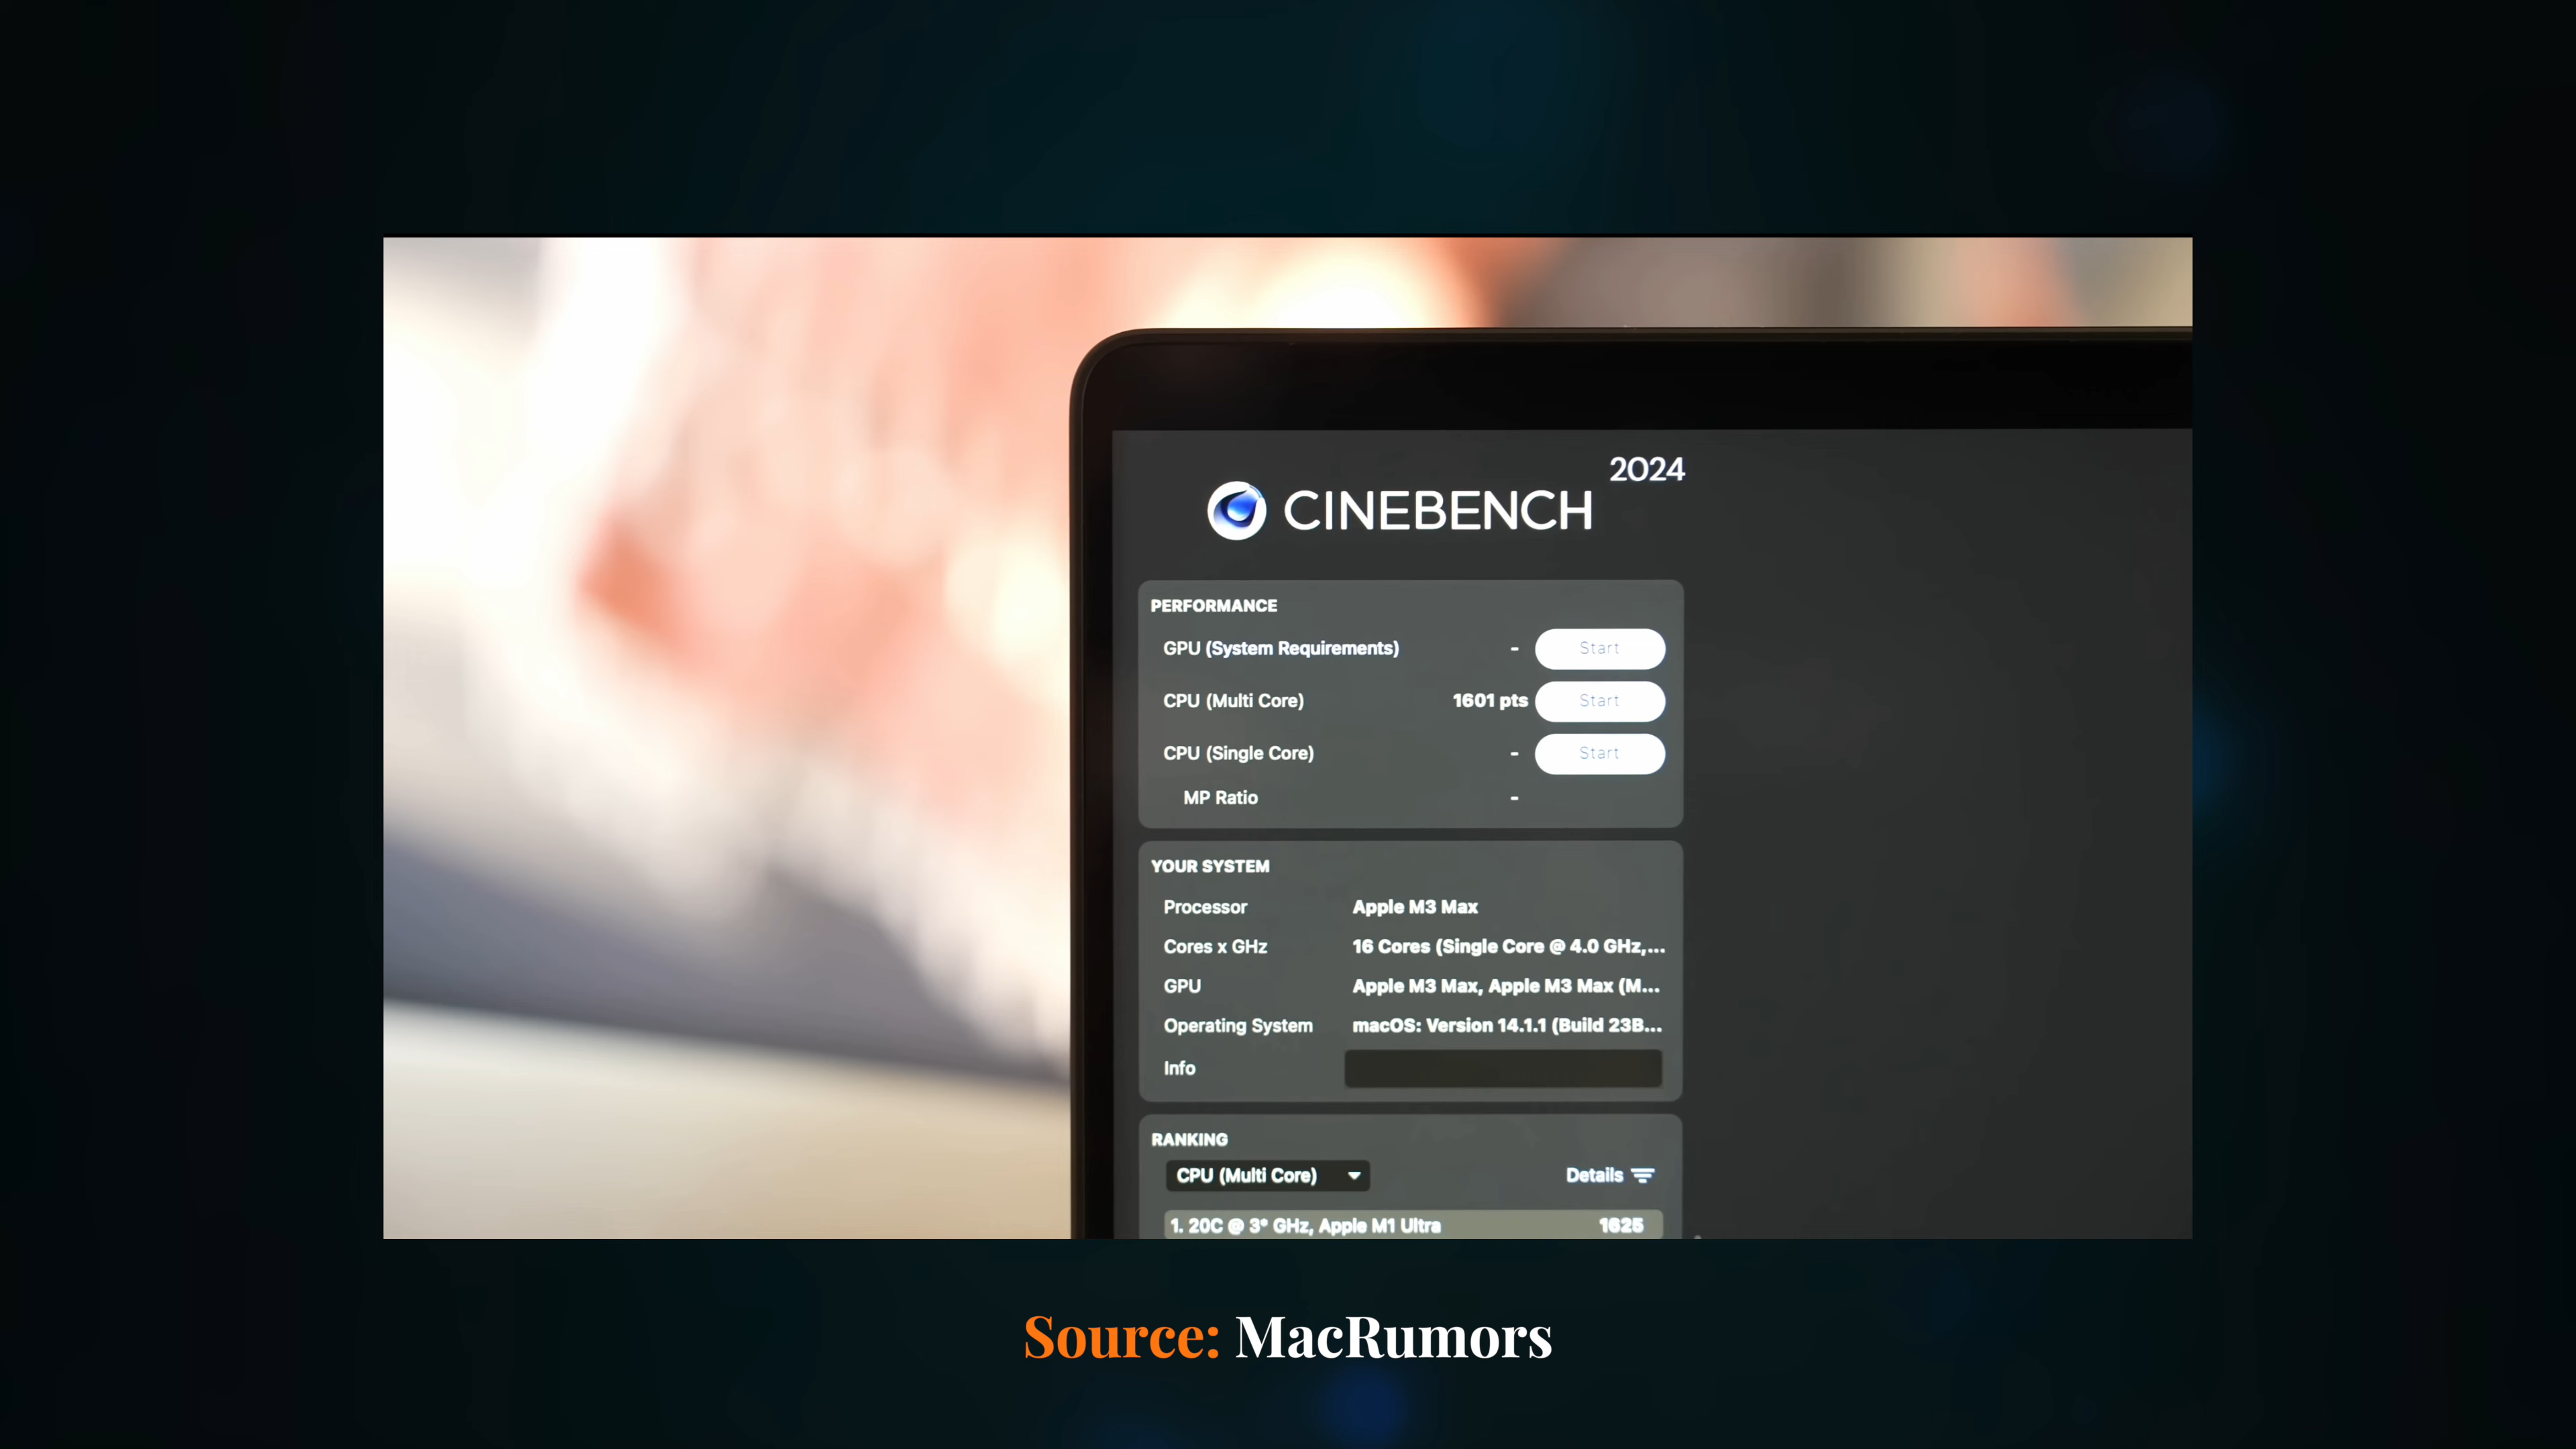 2024
CINEBENCH
PERFORMANCE
GPU (System Requirements) - Start
CPU (Multi Core) 1601 pts Start
CPU (Single Core) - Start
MP Ratio -
YOUR SYSTEM
Processor Apple M3 Max
Cores x GHz 16 Cores (Single Core @ 4.0 GHz,...
GPU Apple M3 Max, Apple M3 Max (M...
Operating System macOS: Version 14.1.1 (Build 23B...
Info
RANKING
CPU (Multi Core) Details
1. 20C @ 3* GHz, Apple M1 Ultra 1625
Source: MacRumors